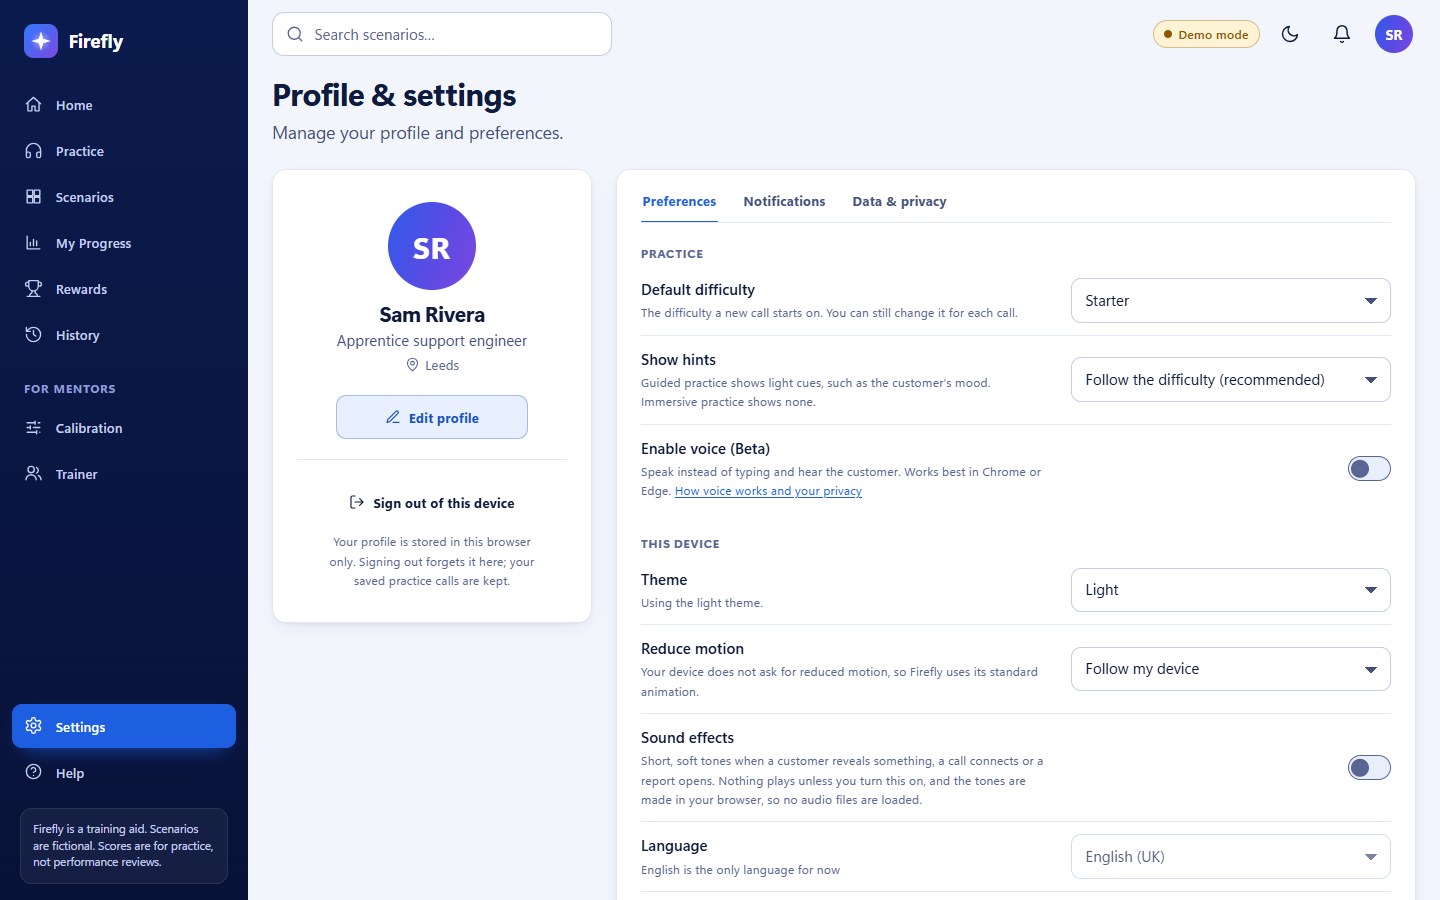 Firefly
Home
Practice
Scenarios
My Progress
Rewards
History
FOR MENTORS
Calibration
Trainer
Settings
Help
Firefly is a training aid. Scenarios
are fictional. Scores are for practice,
not performance reviews.
Search scenarios...
Demo mode
SR
Profile & settings
Manage your profile and preferences.
SR
Sam Rivera
Apprentice support engineer
Leeds
Edit profile
Sign out of this device
Your profile is stored in this browser
only. Signing out forgets it here; your
saved practice calls are kept.
Preferences
Notifications
Data & privacy
PRACTICE
Default difficulty
The difficulty a new call starts on. You can still change it for each call.
Starter
Show hints
Guided practice shows light cues, such as the customer's mood.
Immersive practice shows none.
Follow the difficulty (recommended)
Enable voice (Beta)
Speak instead of typing and hear the customer. Works best in Chrome or
Edge. How voice works and your privacy
THIS DEVICE
Theme
Using the light theme.
Light
Reduce motion
Your device does not ask for reduced motion, so Firefly uses its standard
animation.
Follow my device
Sound effects
Short, soft tones when a customer reveals something, a call connects or a
report opens. Nothing plays unless you turn this on, and the tones are
made in your browser, so no audio files are loaded.
Language
English is the only language for now
English (UK)